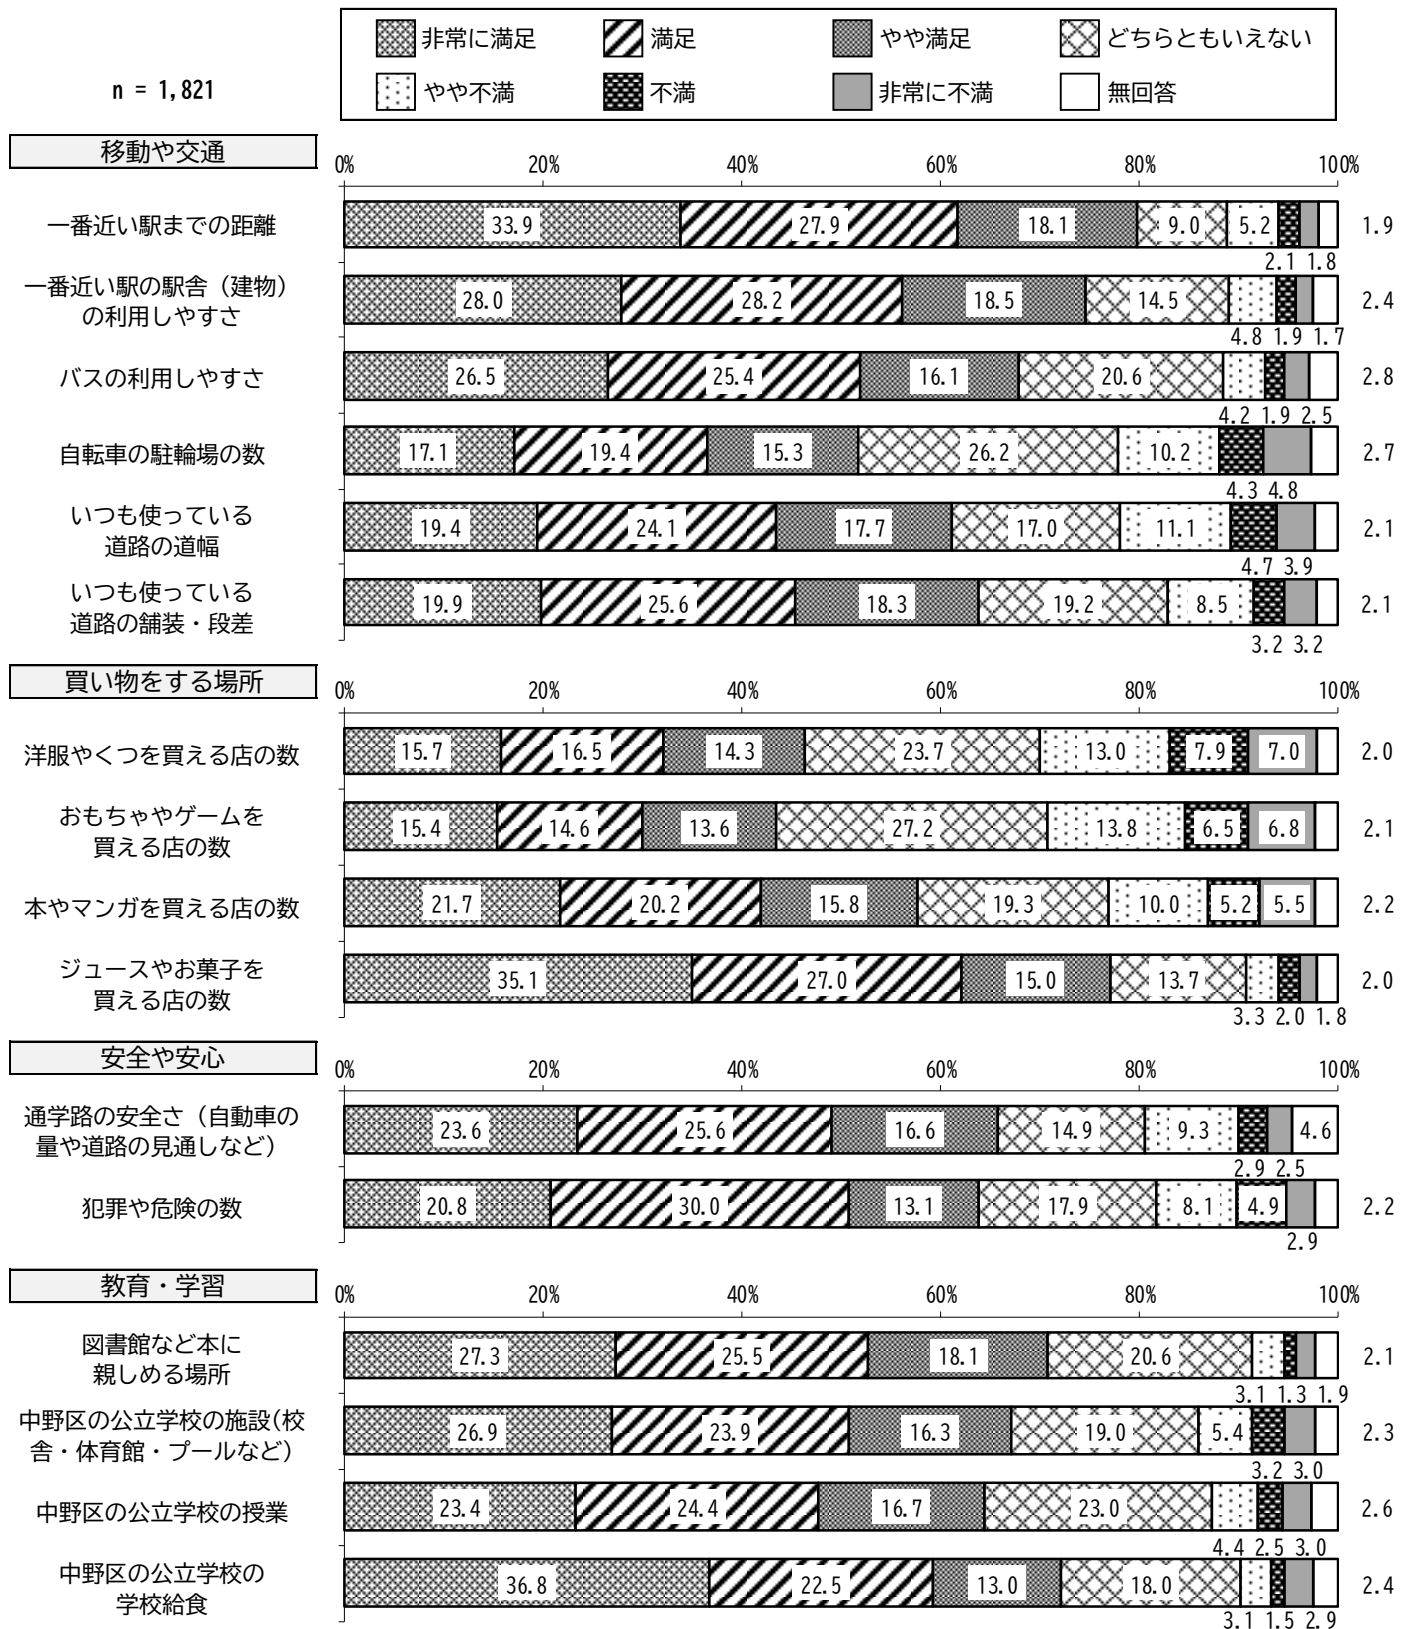 非常に満足 満足 やや満足 どちらともいえない
n = 1,821
やや不満 不満 非常に不満 無回答
移動や交通
0% 20% 40% 60% 80% 100%
一番近い駅までの距離
33.9 27.9 18.1 9.0 5.2 1.9
2.1 1.8
一番近い駅の駅舎（建物）
の利用しやすさ
28.0 28.2 18.5 14.5 2.4
4.8 1.9 1.7
バスの利用しやすさ
26.5 25.4 16.1 20.6 2.8
4.2 1.9 2.5
自転車の駐輪場の数
17.1 19.4 15.3 26.2 10.2 2.7
4.3 4.8
いつも使っている
道路の道幅
19.4 24.1 17.7 17.0 11.1 2.1
4.7 3.9
いつも使っている
道路の舗装・段差
19.9 25.6 18.3 19.2 8.5 2.1
3.2 3.2
買い物をする場所
0% 20% 40% 60% 80% 100%
洋服やくつを買える店の数
15.7 16.5 14.3 23.7 13.0 7.9 7.0 2.0
おもちゃやゲームを
買える店の数
15.4 14.6 13.6 27.2 13.8 6.5 6.8 2.1
本やマンガを買える店の数
21.7 20.2 15.8 19.3 10.0 5.2 5.5 2.2
ジュースやお菓子を
買える店の数
35.1 27.0 15.0 13.7 2.0
3.3 2.0 1.8
安全や安心
0% 20% 40% 60% 80% 100%
通学路の安全さ（自動車の
量や道路の見通しなど）
23.6 25.6 16.6 14.9 9.3 4.6
2.9 2.5
犯罪や危険の数
20.8 30.0 13.1 17.9 8.1 4.9 2.2
2.9
教育・学習
0% 20% 40% 60% 80% 100%
図書館など本に
親しめる場所
27.3 25.5 18.1 20.6 2.1
3.1 1.3 1.9
中野区の公立学校の施設（校
舎・体育館・プールなど）
26.9 23.9 16.3 19.0 5.4 2.3
3.2 3.0
中野区の公立学校の授業
23.4 24.4 16.7 23.0 2.6
4.4 2.5 3.0
中野区の公立学校の
学校給食
36.8 22.5 13.0 18.0 2.4
3.1 1.5 2.9